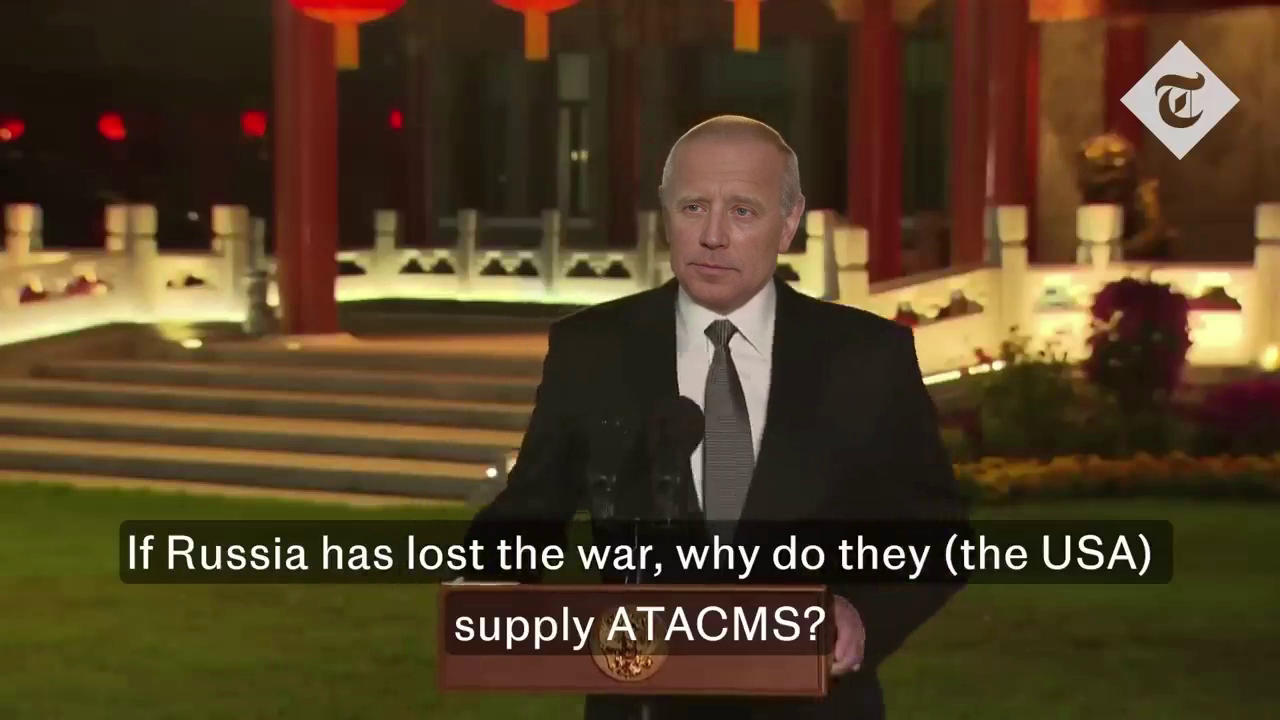 T
If Russia has lost the war, why do they (the USA)
supply ATACMS?